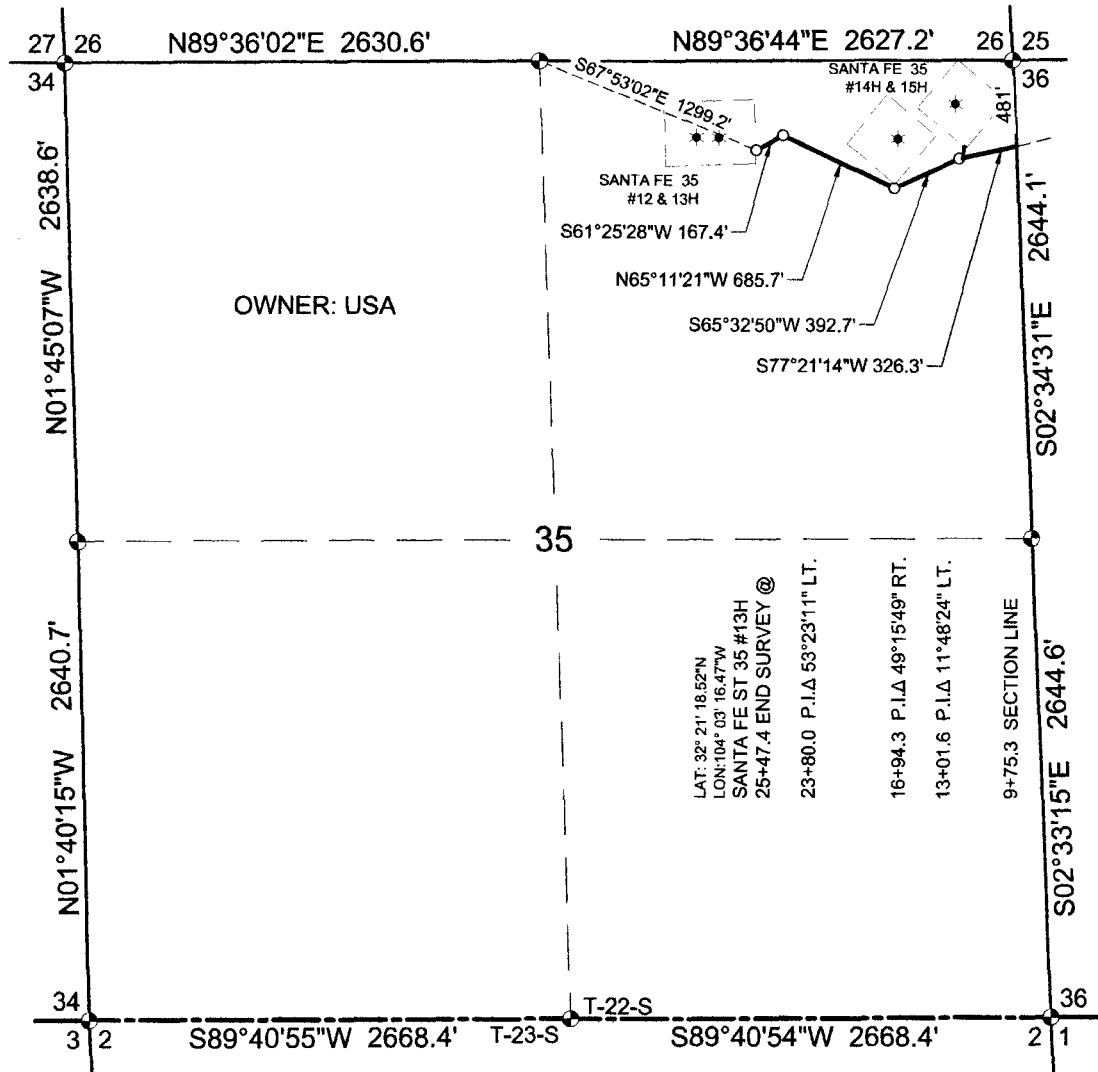 27 26
N89°36'02"E 2630.6'
N89°36'44"E 2627.2'
26 25
34
36
S67°53'02"E 1299.2'
SANTA FE 35
#14H & 15H
481'
SANTA FE 35
#12 & 13H
S61°25'28"W 167.4'
N65°11'21"W 685.7'
S65°32'50"W 392.7'
S77°21'14"W 326.3'
N01°45'07"W 2638.6'
OWNER: USA
S02°34'31"E 2644.1'
35
LAT: 32° 21' 18.52"N
LON:104° 03' 16.47"W
SANTA FE ST 35 #13H
25+47.4 END SURVEY @
23+80.0 P.I.Δ 53°23'11" LT.
16+94.3 P.I.Δ 49°15'49" RT.
13+01.6 P.I.Δ 11°48'24" LT.
9+75.3 SECTION LINE
N01°40'15"W 2640.7'
S02°33'15"E 2644.6'
34
T-22-S
36
3 2
S89°40'55"W 2668.4'
T-23-S
S89°40'54"W 2668.4'
2 1